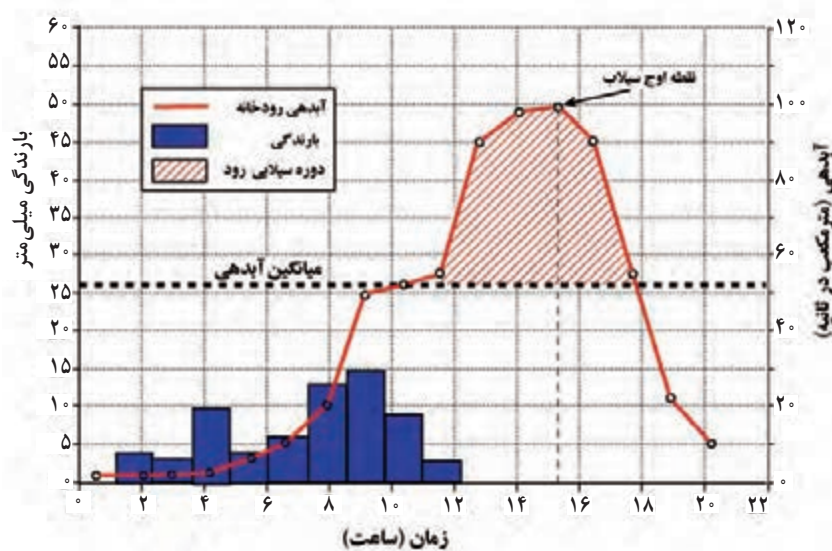 بارندگی میلی‌متر
۶۰
۵۵
۵۰
۴۵
۴۰
۳۵
۳۰
۲۵
۲۰
۱۵
۱۰
۵
۰
آبدهی رودخانه
بارندگی
دوره سیلابی رود
نقطه اوج سیلاب
میانگین آبدهی
۱۲۰
۱۰۰
۸۰
۶۰
۴۰
۲۰
۰
آبدهی (مترمکعب در ثانیه)
۰ ۲ ۴ ۶ ۸ ۱۰ ۱۲ ۱۴ ۱۶ ۱۸ ۲۰ ۲۲
زمان (ساعت)